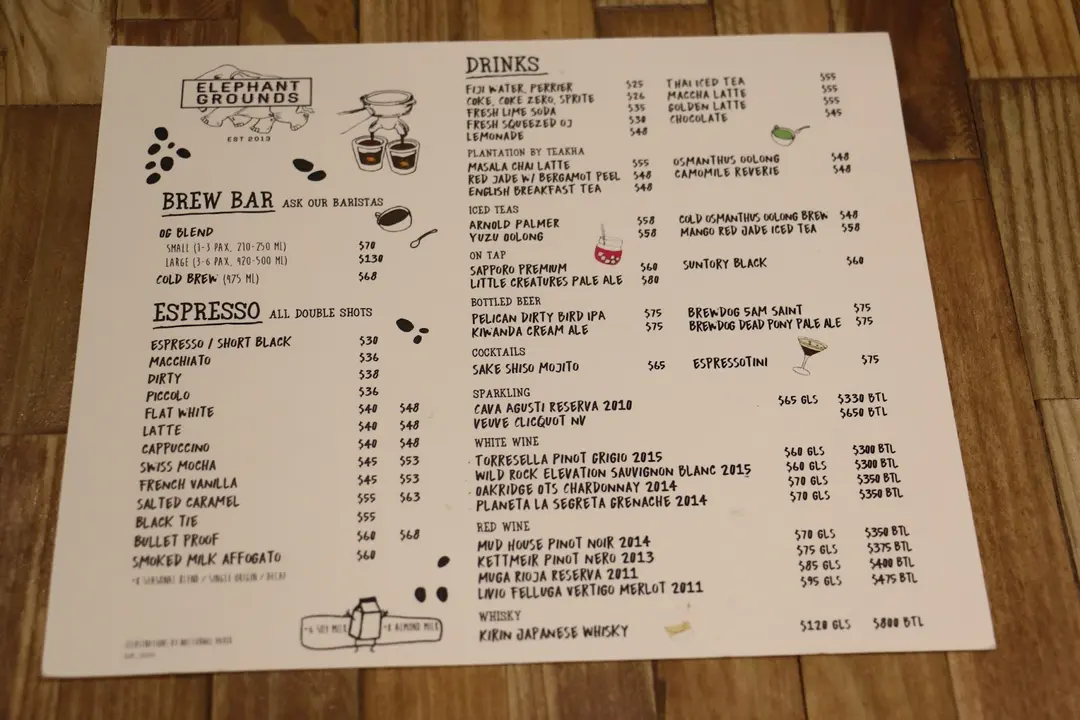 ELEPHANT
GROUNDS
EST 2013
BREW BAR ASK OUR BARISTAS
OG BLEND
SMALL (1-3 PAX, 210-250 ML) $70
LARGE (3-6 PAX, 420-500 ML) $130
COLD BREW (475 ML) $68
ESPRESSO ALL DOUBLE SHOTS
ESPRESSO / SHORT BLACK $30
MACCHIATO $36
DIRTY $38
PICCOLO $36
FLAT WHITE $40 $48
LATTE $40 $48
CAPPUCCINO $40 $48
SWISS MOCHA $45 $53
FRENCH VANILLA $45 $53
SALTED CARAMEL $55 $63
BLACK TIE $55
BULLET PROOF $60 $68
SMOKED MILK AFFOGATO $60
SEASONAL BLEND / SINGLE ORIGIN / DECAF
SOY MILK
ALMOND MILK
DRINKS
FIJI WATER, PERRIER $25 THAI ICED TEA $55
COKE, COKE ZERO, SPRITE $26 MACCHA LATTE $55
FRESH LIME SODA $35 GOLDEN LATTE $55
FRESH SQUEEZED OJ $38 CHOCOLATE $45
LEMONADE $48
PLANTATION BY TEAKHA
MASALA CHAI LATTE $55 OSMANTHUS OOLONG $48
RED JADE W/ BERGAMOT PEEL $48 CAMOMILE REVERIE $48
ENGLISH BREAKFAST TEA $48
ICED TEAS
ARNOLD PALMER $58 COLD OSMANTHUS OOLONG BREW $48
YUZU OOLONG $58 MANGO RED JADE ICED TEA $58
ON TAP
SAPPORO PREMIUM $60 SUNTORY BLACK $60
LITTLE CREATURES PALE ALE $80
BOTTLED BEER
PELICAN DIRTY BIRD IPA $75 BREWDOG 5AM SAINT $75
KIWANDA CREAM ALE $75 BREWDOG DEAD PONY PALE ALE $75
COCKTAILS
SAKE SHISO MOJITO $65 ESPRESSOTINI $75
SPARKLING
CAVA AGUSTI RESERVA 2010 $65 GLS $330 BTL
VEUVE CLICQUOT NV $650 BTL
WHITE WINE
TORRESELLA PINOT GRIGIO 2015 $60 GLS $300 BTL
WILD ROCK ELEVATION SAUVIGNON BLANC 2015 $60 GLS $300 BTL
OAKRIDGE OTS CHARDONNAY 2014 $70 GLS $350 BTL
PLANETA LA SEGRETA GRENACHE 2014 $70 GLS $350 BTL
RED WINE
MUD HOUSE PINOT NOIR 2014 $70 GLS $350 BTL
KETTMEIR PINOT NERO 2013 $75 GLS $375 BTL
MUGA RIOJA RESERVA 2011 $85 GLS $400 BTL
LIVIO FELLUGA VERTIGO MERLOT 2011 $95 GLS $475 BTL
WHISKY
KIRIN JAPANESE WHISKY $120 GLS $800 BTL